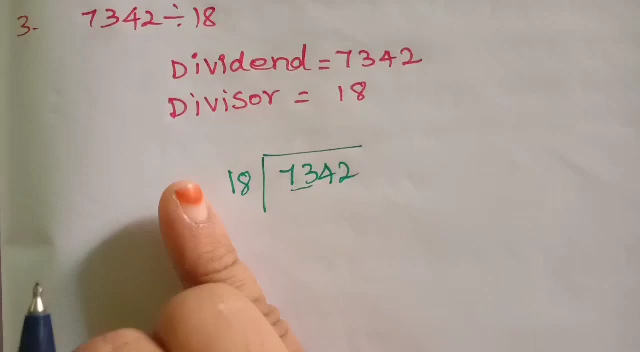 3. 7342÷18
Dividend = 7342
Divisor = 18
18 7342